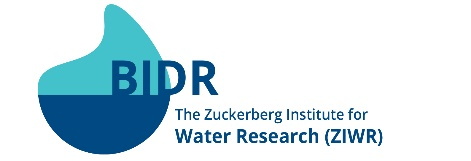 BIDR
The Zuckerberg Institute for
Water Research (ZIWR)